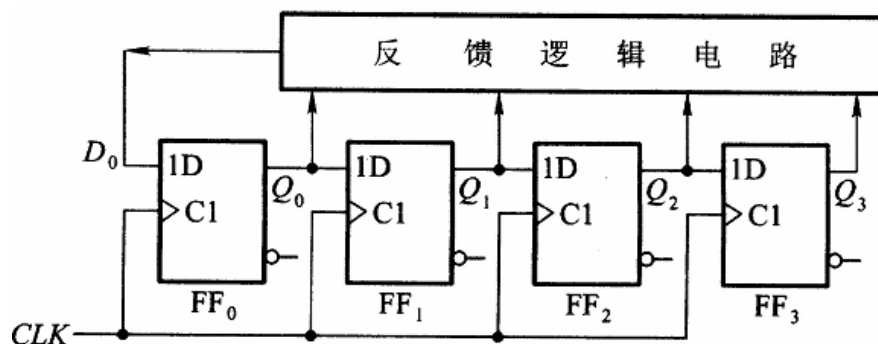 反馈逻辑电路
D₀ 1D Q₀ 1D Q₁ 1D Q₂ 1D Q₃
C1 C1 C1 C1
FF₀ FF₁ FF₂ FF₃
CLK